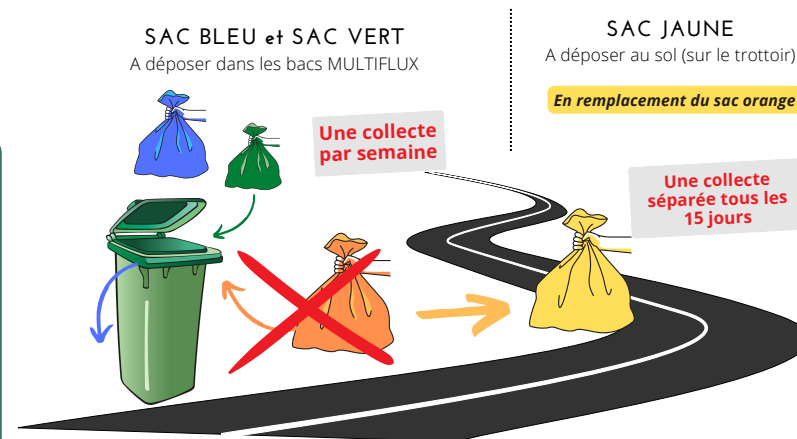 SAC BLEU et SAC VERT
A déposer dans les bacs MULTIFLUX
Une collecte
par semaine
SAC JAUNE
A déposer au sol (sur le trottoir)
En remplacement du sac orange
Une collecte
séparée tous les
15 jours